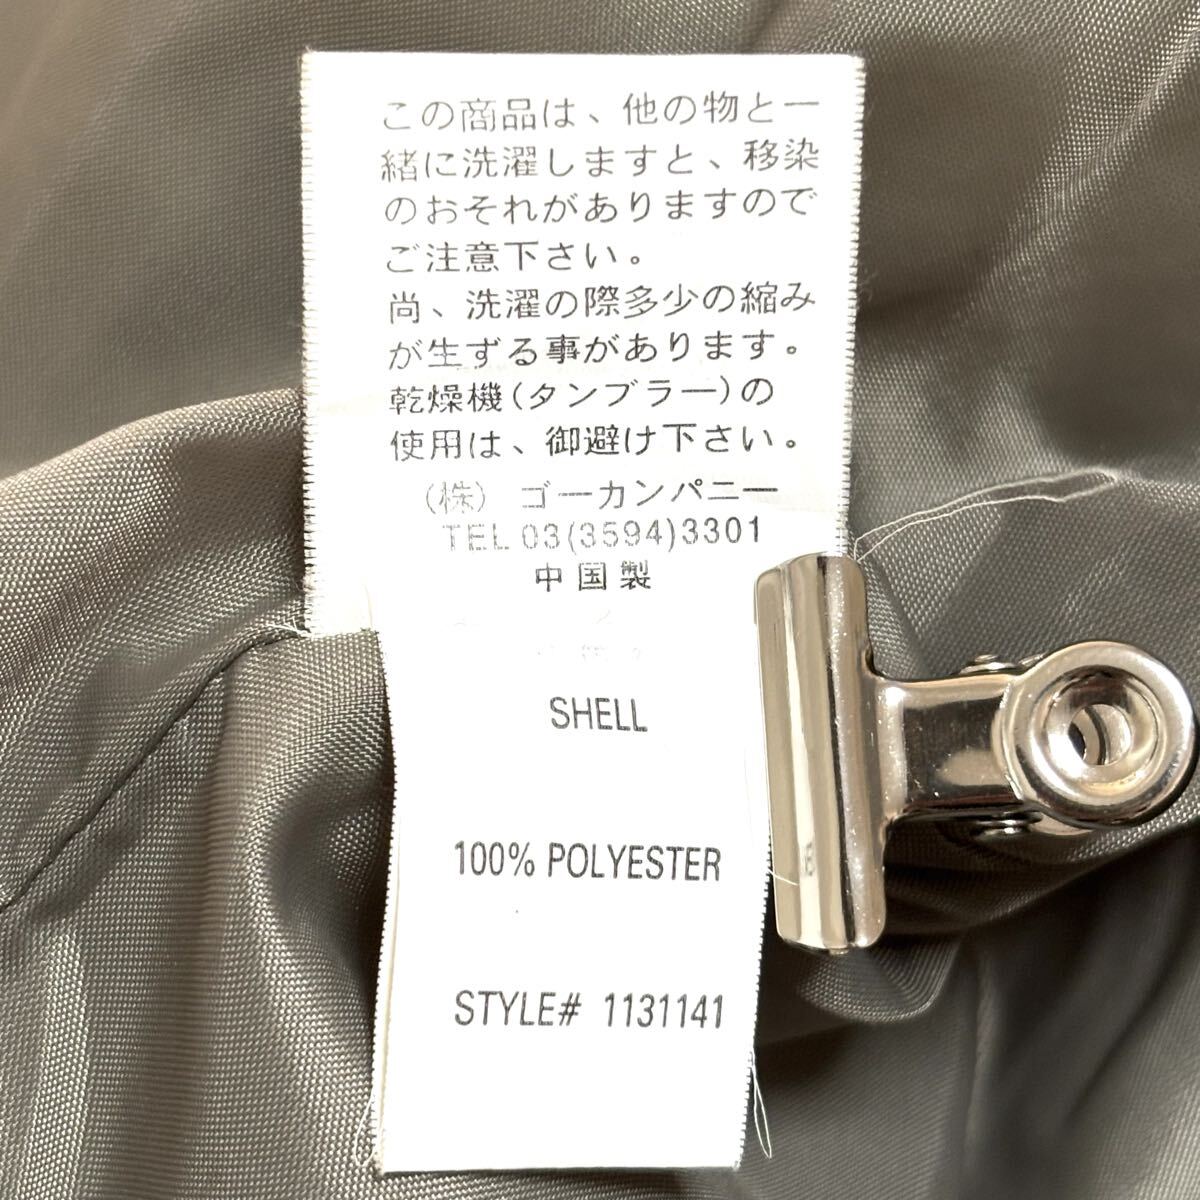 この商品は、他の物と一
緒に洗濯しますと、移染
のおそれがありますので
ご注意下さい。
尚、洗濯の際多少の縮み
が生ずる事があります。
乾燥機(タンブラー)の
使用は、御避け下さい。
(株) ゴーカンパニー
TEL 03(3594)3301
中国製
SHELL
100% POLYESTER
STYLE# 1131141